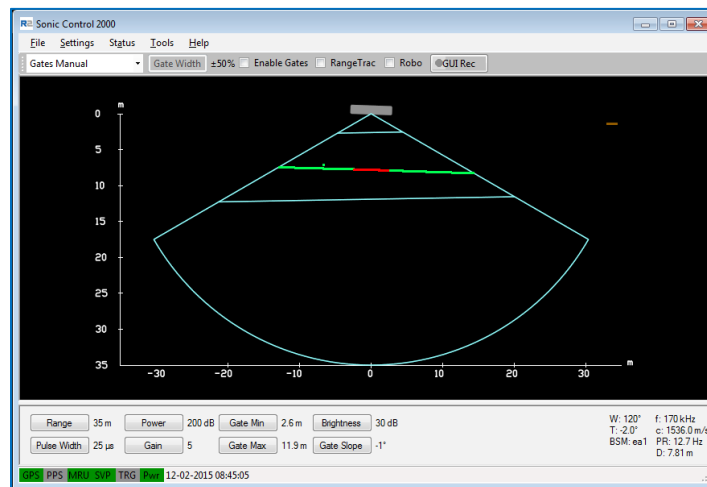 R2 Sonic Control 2000
File Settings Status Tools Help
Gates Manual Gate Width ±50% Enable Gates RangeTrac Robo GUI Rec
m
0
5
10
15
20
25
30
35
-30 -20 -10 0 10 20 30 m
Range 35 m Power 200 dB Gate Min 2.6 m Brightness 30 dB
Pulse Width 25 µs Gain 5 Gate Max 11.9 m Gate Slope -1°
W: 120° f: 170 kHz
T: -2.0° c: 1536.0 m/s
BSM: ea1 PR: 12.7 Hz
D: 7.81 m
GPS PPS MRU SVP TRG Pwr 12-02-2015 08:45:05